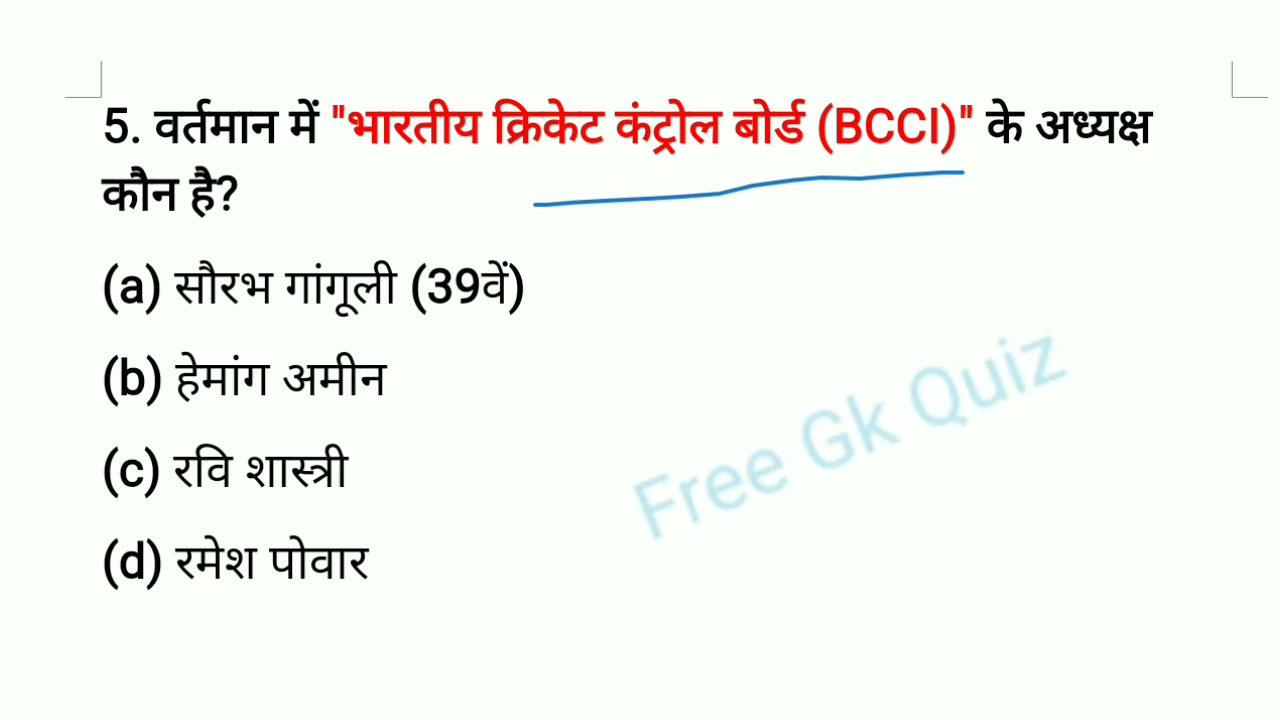 5. वर्तमान में "भारतीय क्रिकेट कंट्रोल बोर्ड (BCCI)" के अध्यक्ष
कौन है?
(a) सौरभ गांगूली (39वें)
(b) हेमांग अमीन
(c) रवि शास्त्री
(d) रमेश पोवार
Free Gk Quiz